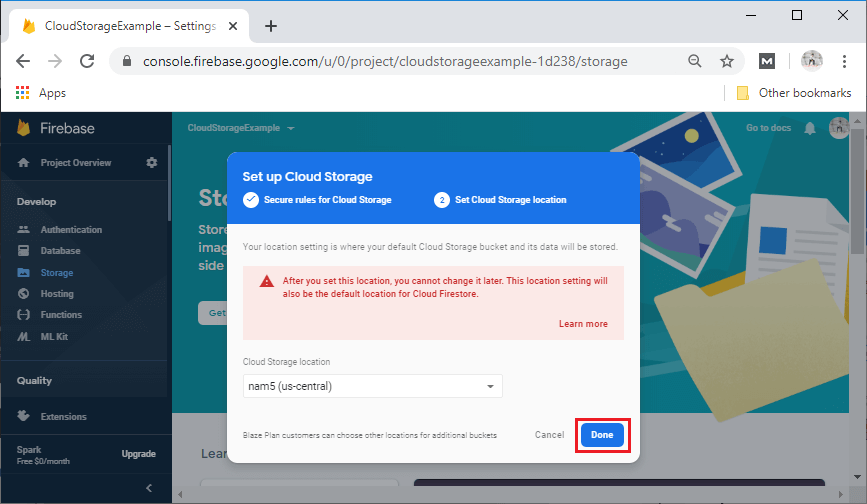 CloudStorageExample – Settings
console.firebase.google.com/u/0/project/cloudstorageexample-1d238/storage
M
Apps
Other bookmarks
Firebase
CloudStorageExample
Go to docs
Project Overview
Develop
Authentication
Database
Storage
Hosting
Functions
ML Kit
Quality
Extensions
Spark
Free $0/month
Upgrade
Store
imag
side
Get
Lear
Set up Cloud Storage
Secure rules for Cloud Storage
2 Set Cloud Storage location
Your location setting is where your default Cloud Storage bucket and its data will be stored.
After you set this location, you cannot change it later. This location setting will
also be the default location for Cloud Firestore.
Learn more
Cloud Storage location
nam5 (us-central)
Blaze Plan customers can choose other locations for additional buckets
Cancel
Done